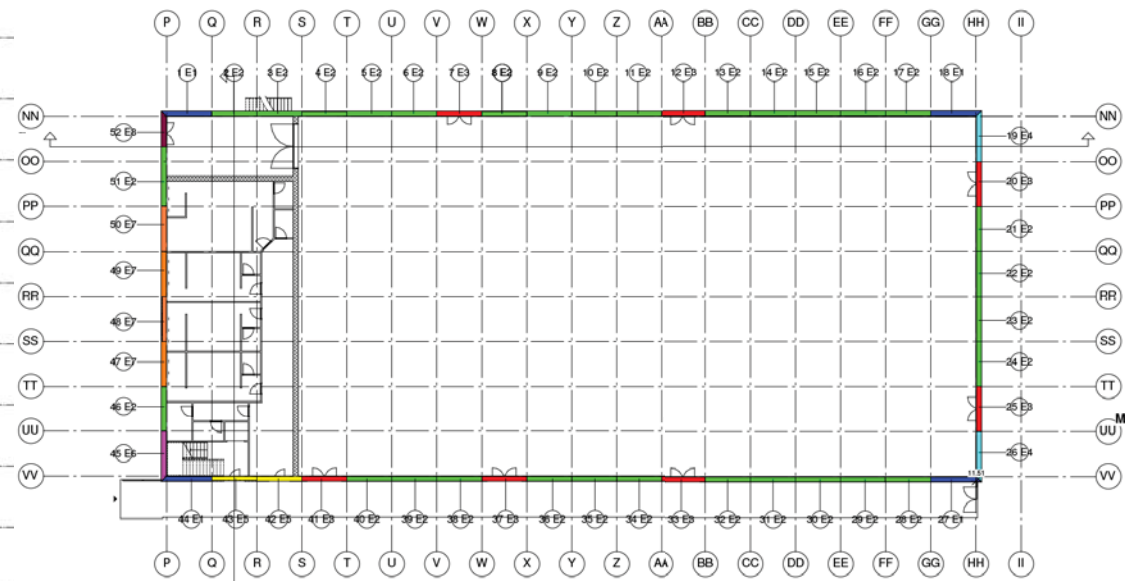 P Q R S T U V W X Y Z AA BB CC DD EE FF GG HH II
1 E1 2 E2 3 E2 4 E2 5 E2 6 E2 7 E3 8 E2 9 E2 10 E2 11 E2 12 E3 13 E2 14 E2 15 E2 16 E2 17 E2 18 E1
NN NN
52 E8 19 E4
OO OO
51 E2 20 E3
PP PP
50 E7 21 E2
QQ QQ
49 E7 22 E2
RR RR
48 E7 23 E2
SS SS
47 E7 24 E2
TT TT
46 E2 25 E3
M
UU UU
45 E6 26 E4
VV 11.51 VV
44 E1 43 E5 42 E5 41 E3 40 E2 39 E2 38 E2 37 E3 36 E2 35 E2 34 E2 33 E3 32 E2 31 E2 30 E2 29 E2 28 E2 27 E1
P Q R S T U V W X Y Z AA BB CC DD EE FF GG HH II